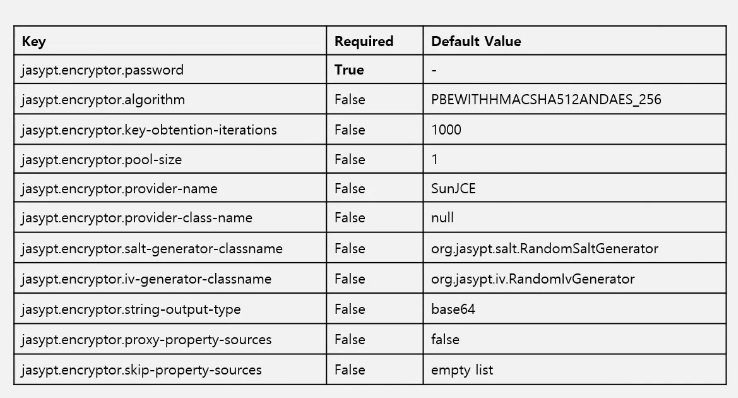 Key Required Default Value
jasypt.encryptor.password True -
jasypt.encryptor.algorithm False PBEWITHHMACSHA512ANDAES_256
jasypt.encryptor.key-obtention-iterations False 1000
jasypt.encryptor.pool-size False 1
jasypt.encryptor.provider-name False SunJCE
jasypt.encryptor.provider-class-name False null
jasypt.encryptor.salt-generator-classname False org.jasypt.salt.RandomSaltGenerator
jasypt.encryptor.iv-generator-classname False org.jasypt.iv.RandomIvGenerator
jasypt.encryptor.string-output-type False base64
jasypt.encryptor.proxy-property-sources False false
jasypt.encryptor.skip-property-sources False empty list